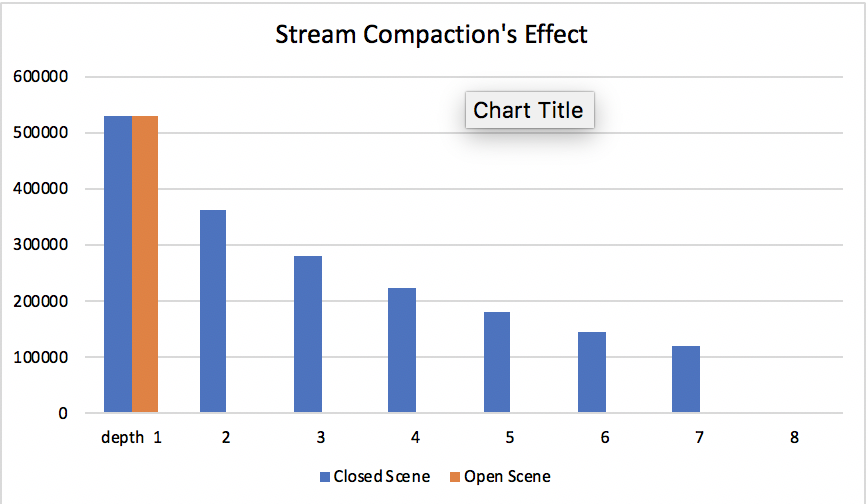 Stream Compaction's Effect
Chart Title
600000
500000
400000
300000
200000
100000
0
depth 1 2 3 4 5 6 7 8
Closed Scene Open Scene